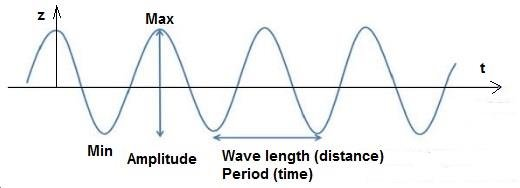 z
Max
t
Min
Amplitude
Wave length (distance)
Period (time)